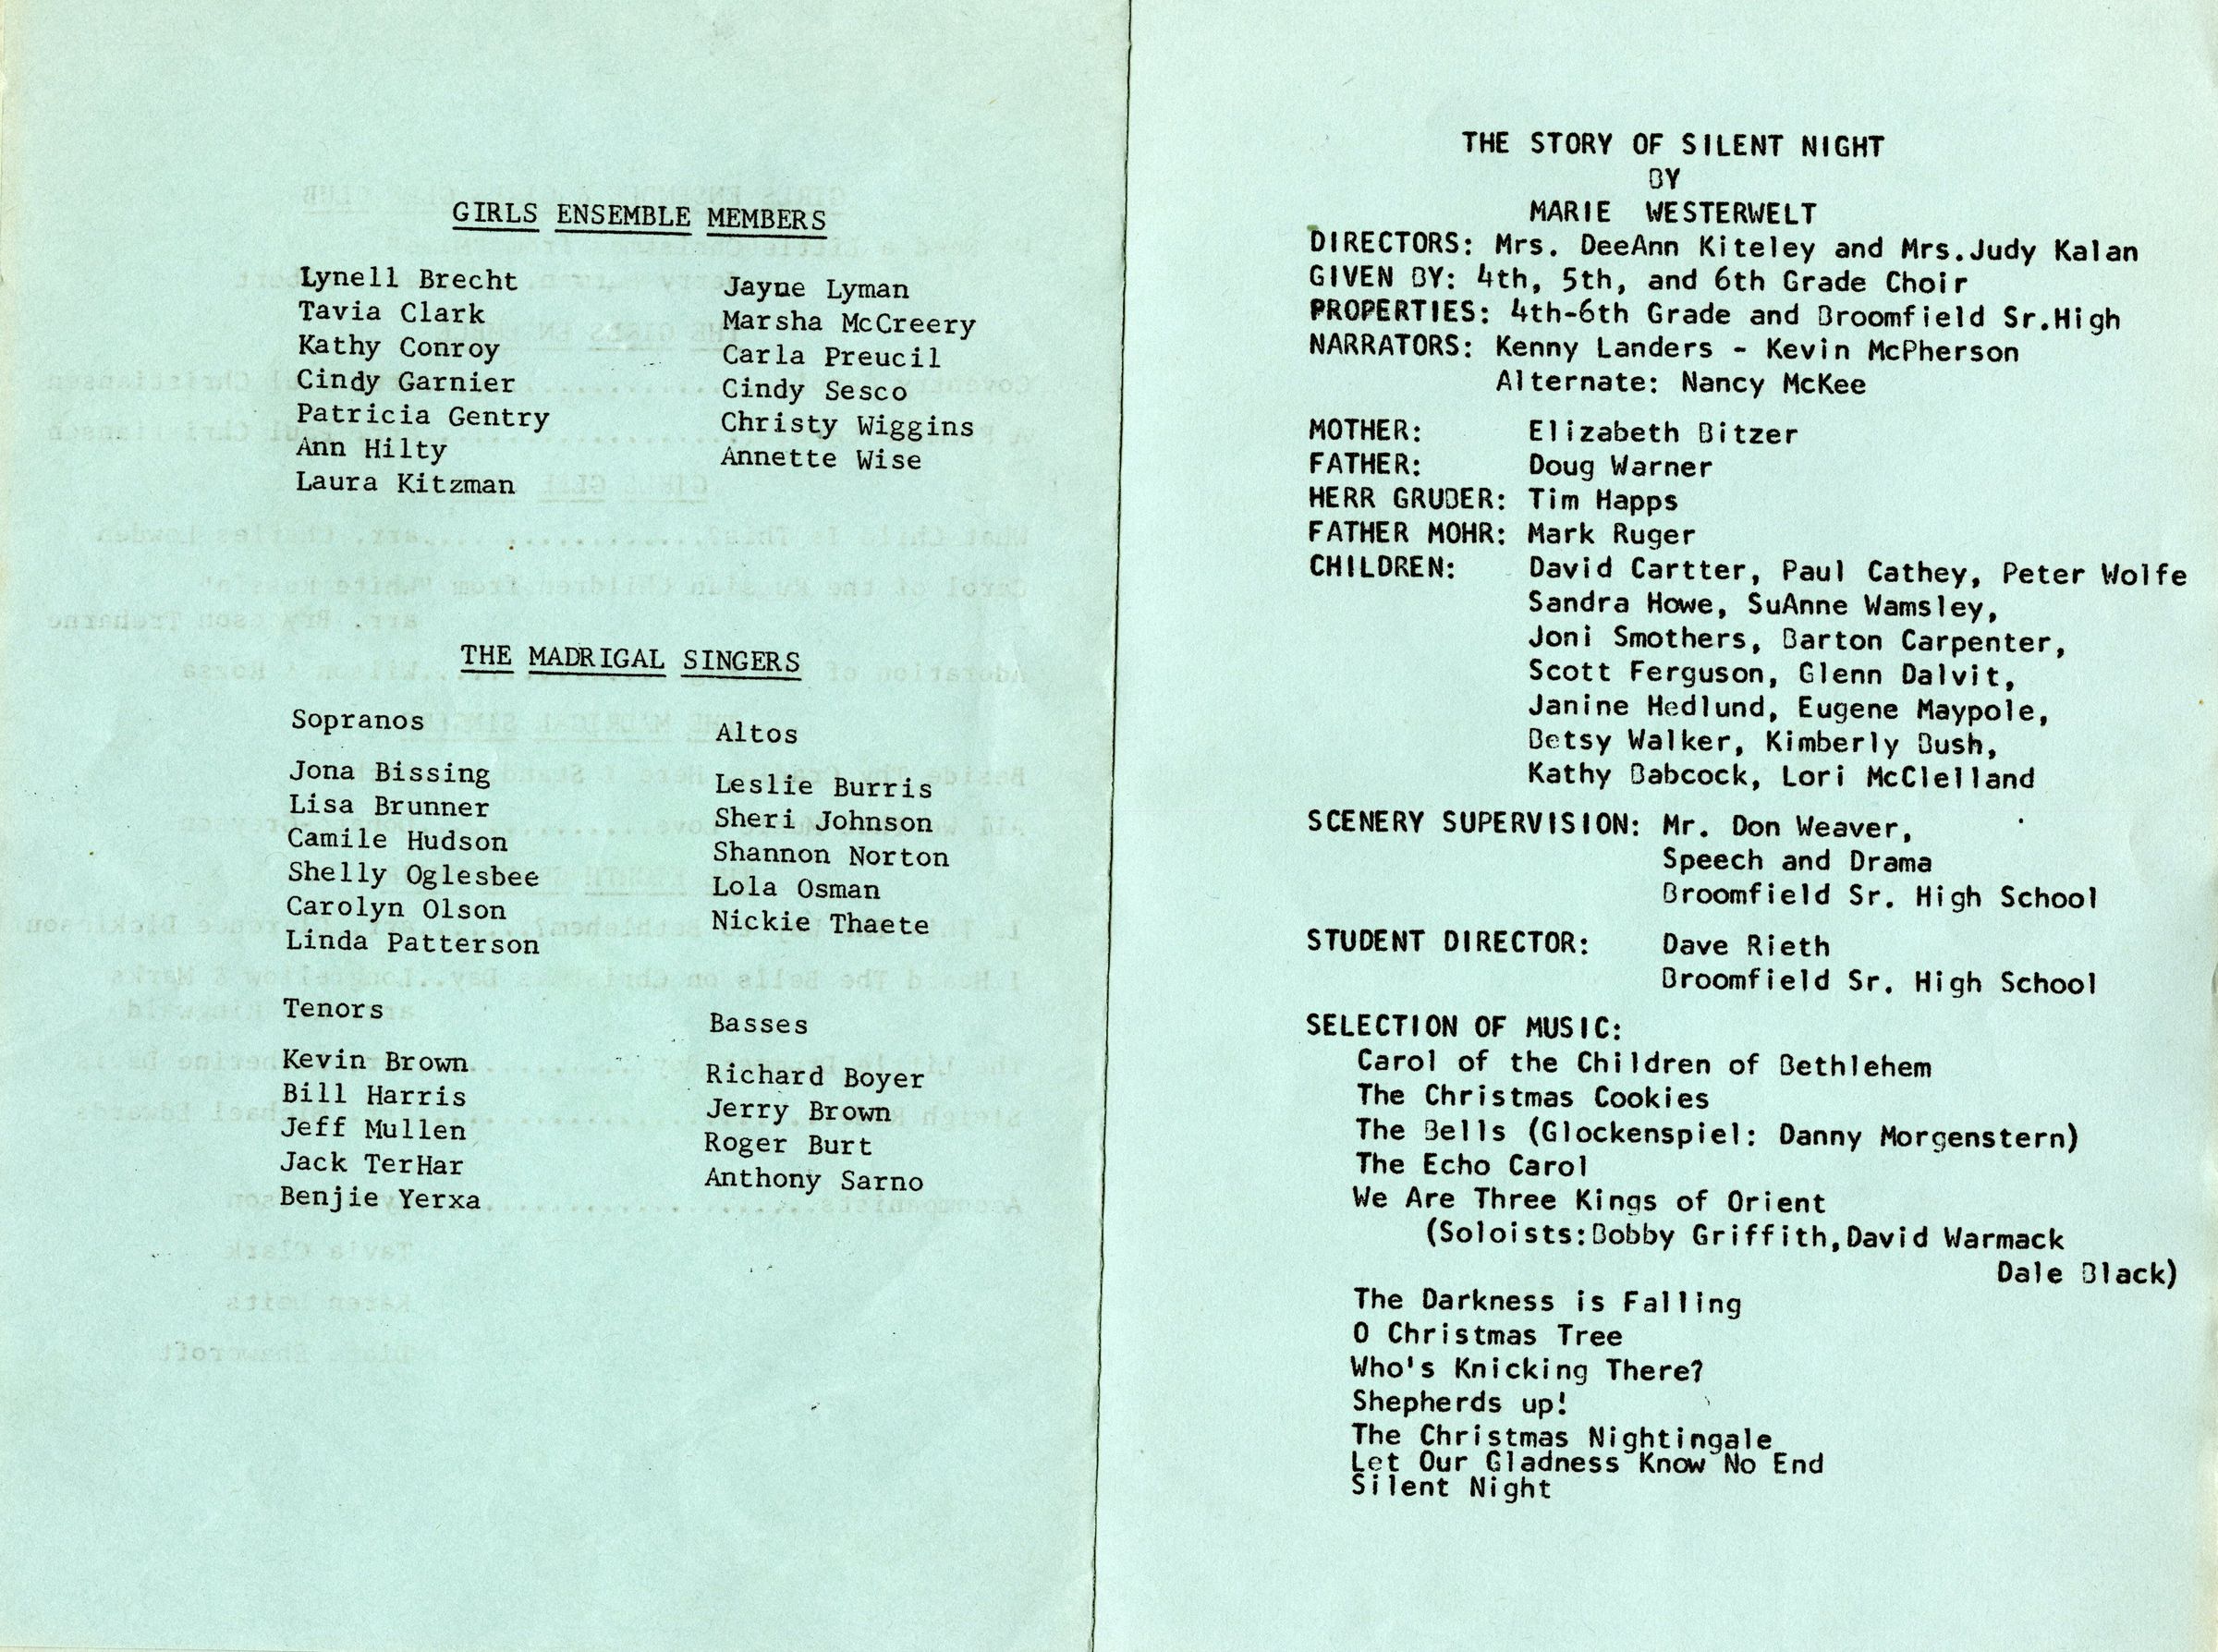 GIRLS ENSEMBLE MEMBERS
Lynell Brecht
Tavia Clark
Kathy Conroy
Cindy Garnier
Patricia Gentry
Ann Hilty
Laura Kitzman
Jayne Lyman
Marsha McCreery
Carla Preucil
Cindy Sesco
Christy Wiggins
Annette Wise
THE MADRIGAL SINGERS
Sopranos
Jona Bissing
Lisa Brunner
Camile Hudson
Shelly Oglesbee
Carolyn Olson
Linda Patterson
Altos
Leslie Burris
Sheri Johnson
Shannon Norton
Lola Osman
Nickie Thaete
Tenors
Kevin Brown
Bill Harris
Jeff Mullen
Jack TerHar
Benjie Yerxa
Basses
Richard Boyer
Jerry Brown
Roger Burt
Anthony Sarno
THE STORY OF SILENT NIGHT
BY
MARIE WESTERWELT
DIRECTORS: Mrs. DeeAnn Kiteley and Mrs.Judy Kalan
GIVEN BY: 4th, 5th, and 6th Grade Choir
PROPERTIES: 4th-6th Grade and Broomfield Sr.High
NARRATORS: Kenny Landers - Kevin McPherson
Alternate: Nancy McKee
MOTHER: Elizabeth Bitzer
FATHER: Doug Warner
HERR GRUBER: Tim Happs
FATHER MOHR: Mark Ruger
CHILDREN: David Cartter, Paul Cathey, Peter Wolfe
Sandra Howe, SuAnne Wamsley,
Joni Smothers, Barton Carpenter,
Scott Ferguson, Glenn Dalvit,
Janine Hedlund, Eugene Maypole,
Betsy Walker, Kimberly Bush,
Kathy Babcock, Lori McClelland
SCENERY SUPERVISION: Mr. Don Weaver,
Speech and Drama
Broomfield Sr. High School
STUDENT DIRECTOR: Dave Rieth
Broomfield Sr. High School
SELECTION OF MUSIC:
Carol of the Children of Bethlehem
The Christmas Cookies
The Bells (Glockenspiel: Danny Morgenstern)
The Echo Carol
We Are Three Kings of Orient
(Soloists:Bobby Griffith,David Warmack
Dale Black)
The Darkness is Falling
O Christmas Tree
Who's Knicking There?
Shepherds up!
The Christmas Nightingale
Let Our Gladness Know No End
Silent Night